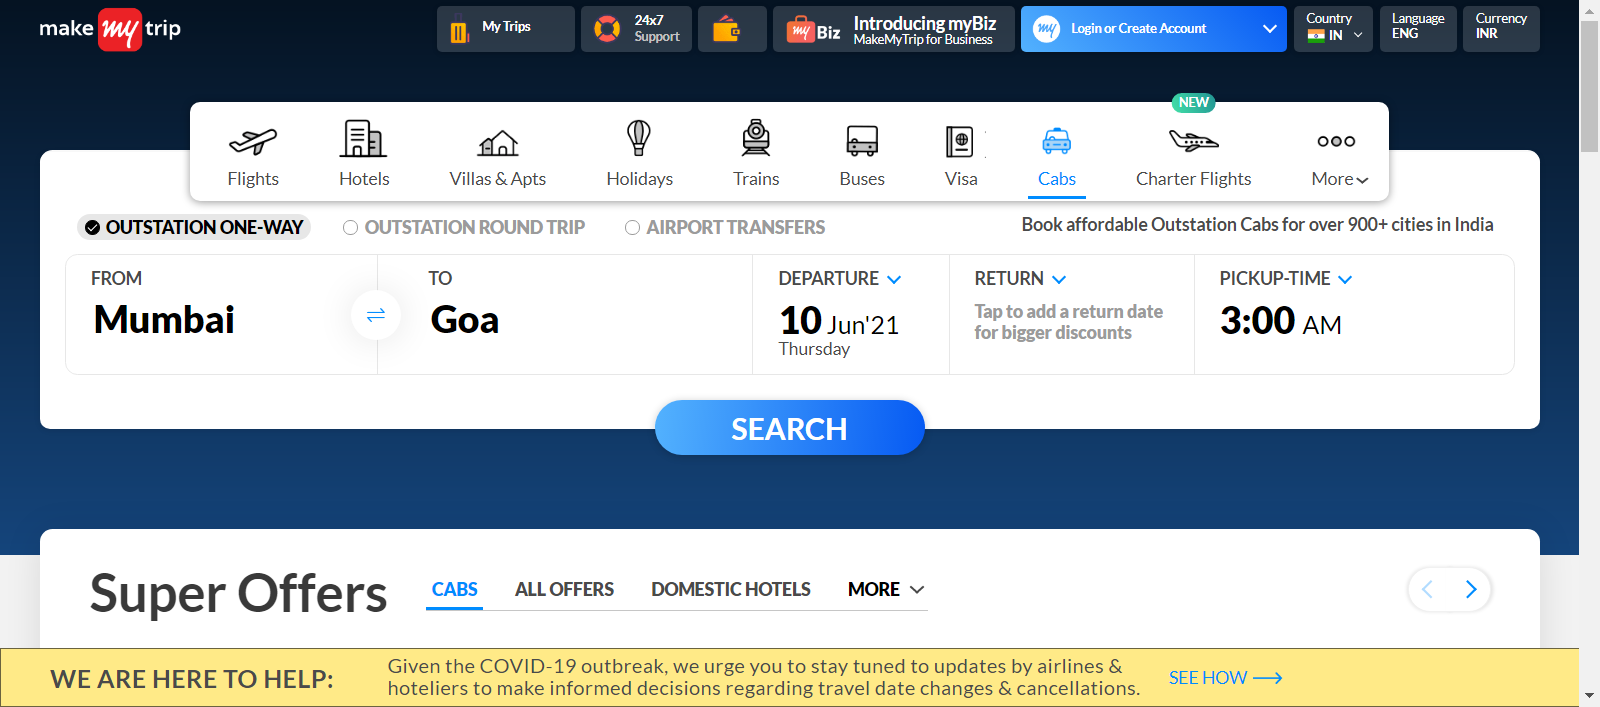 make my trip
My Trips
24x7
Support
my Biz
Introducing myBiz
MakeMyTrip for Business
my
Login or Create Account
Country
IN
Language
ENG
Currency
INR
NEW
Flights
Hotels
Villas & Apts
Holidays
Trains
Buses
Visa
Cabs
Charter Flights
More
OUTSTATION ONE-WAY
OUTSTATION ROUND TRIP
AIRPORT TRANSFERS
Book affordable Outstation Cabs for over 900+ cities in India
FROM
Mumbai
TO
Goa
DEPARTURE
10 Jun'21
Thursday
RETURN
Tap to add a return date
for bigger discounts
PICKUP-TIME
3:00 AM
SEARCH
Super Offers
CABS
ALL OFFERS
DOMESTIC HOTELS
MORE
WE ARE HERE TO HELP:
Given the COVID-19 outbreak, we urge you to stay tuned to updates by airlines &
hoteliers to make informed decisions regarding travel date changes & cancellations.
SEE HOW